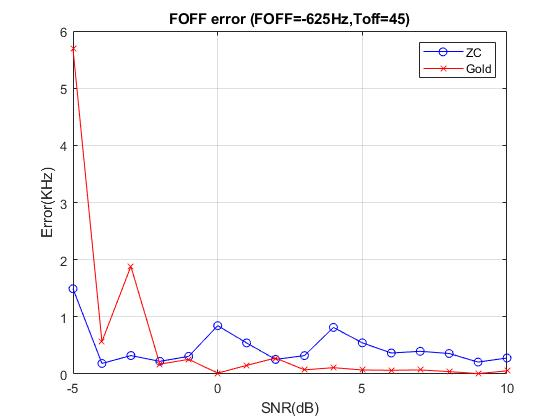 FOFF error (FOFF=-625Hz,Toff=45)
ZC
Gold
6
5
4
3
2
1
0
Error(KHz)
-5
0
5
10
SNR(dB)